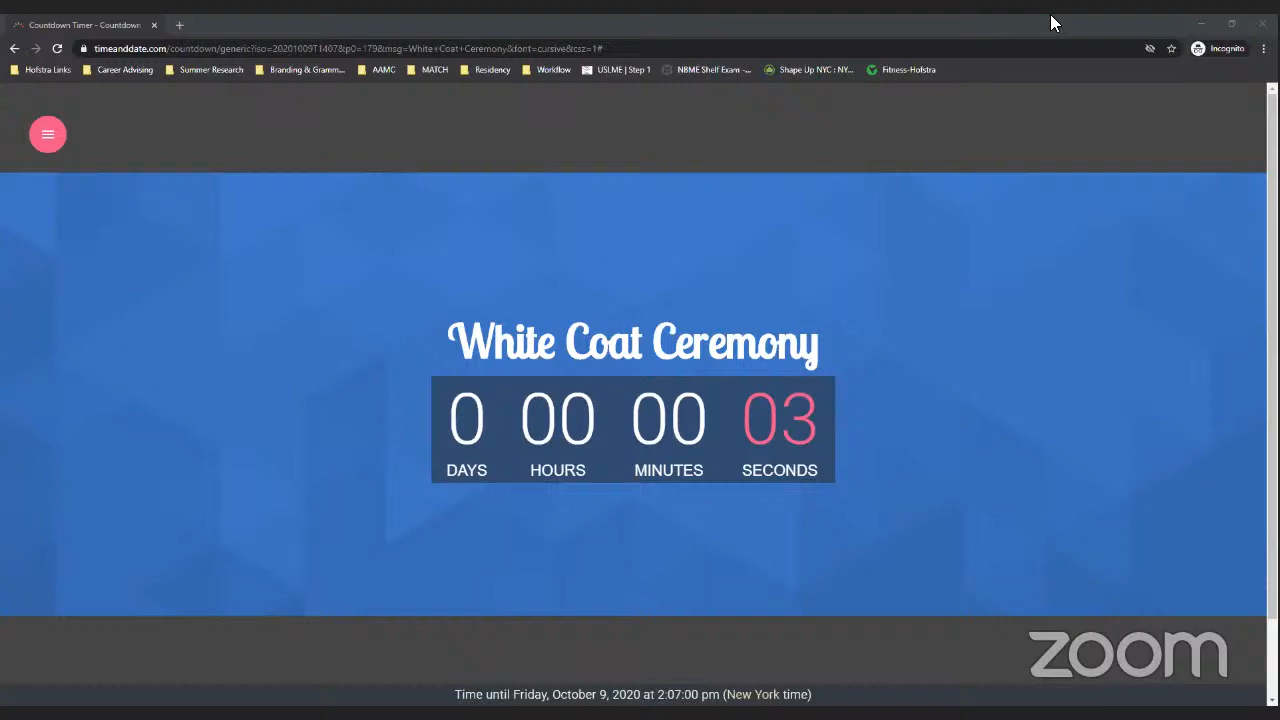 Countdown Timer - Countdown
timeanddate.com/countdown/generic?iso=20201009T1407&p0=179&msg=White+Coat+Ceremony&font=cursive&csz=1#
Incognito
Hofstra Links
Career Advising
Summer Research
Branding & Gramm...
AAMC
MATCH
Residency
Workflow
USLME | Step 1
NBME Shelf Exam -...
Shape Up NYC : NY...
Fitness-Hofstra
White Coat Ceremony
0 00 00 03
DAYS HOURS MINUTES SECONDS
zoom
Time until Friday, October 9, 2020 at 2:07:00 pm (New York time)